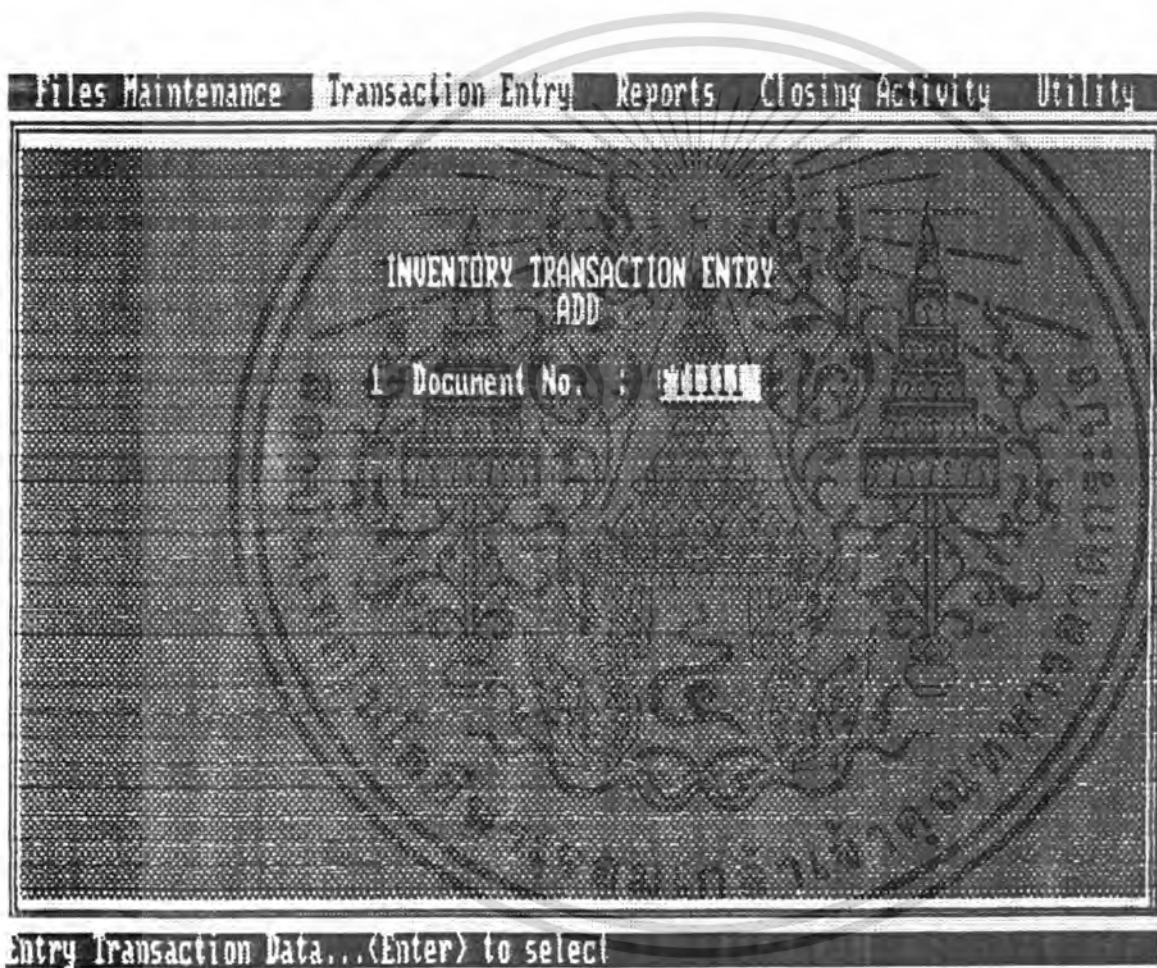 Files Maintenance Transaction Entry Reports Closing Activity Utility
INVENTORY TRANSACTION ENTRY
ADD
1 Document No. :
Entry Transaction Data...(Enter) to select